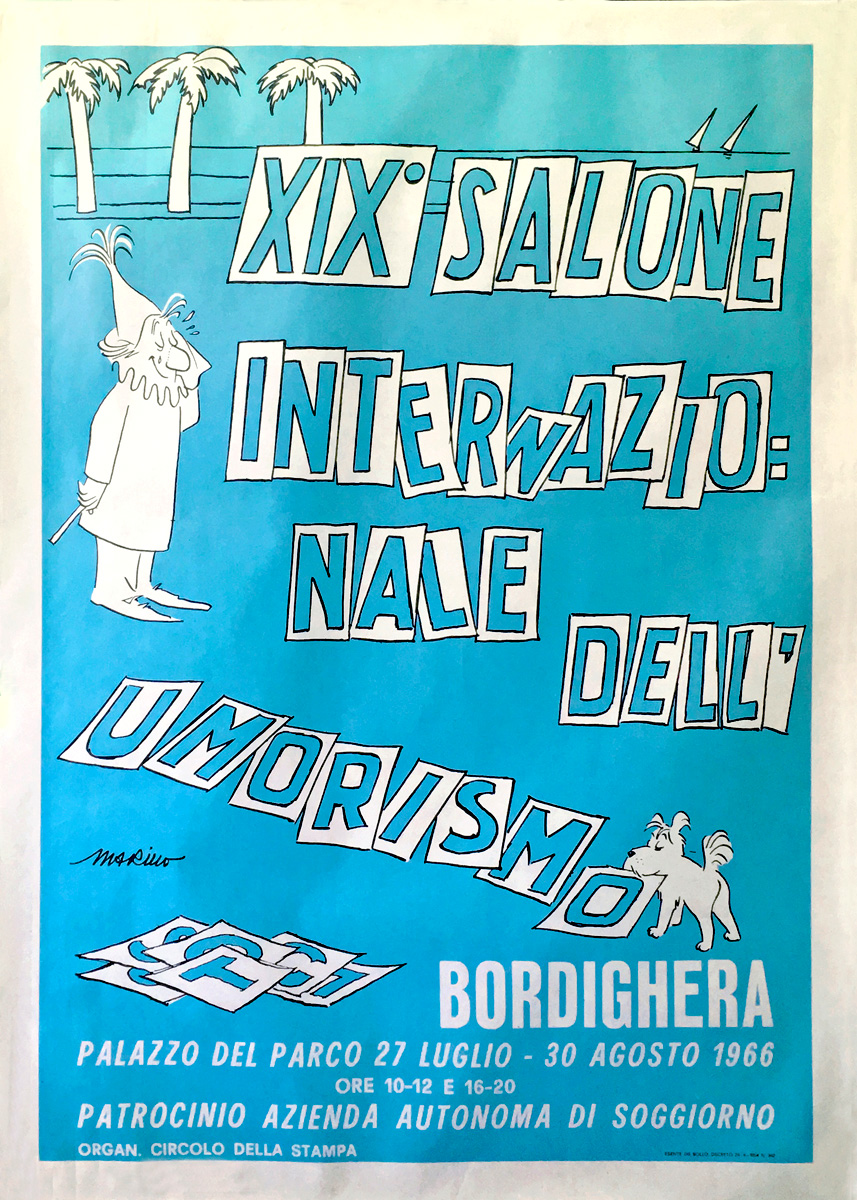 XIX° SALONE
INTERNAZIO:
NALE
DELL'
UMORISMO
MARINO
BORDIGHERA
PALAZZO DEL PARCO 27 LUGLIO - 30 AGOSTO 1966
ORE 10-12 E 16-20
PATROCINIO AZIENDA AUTONOMA DI SOGGIORNO
ORGAN. CIRCOLO DELLA STAMPA